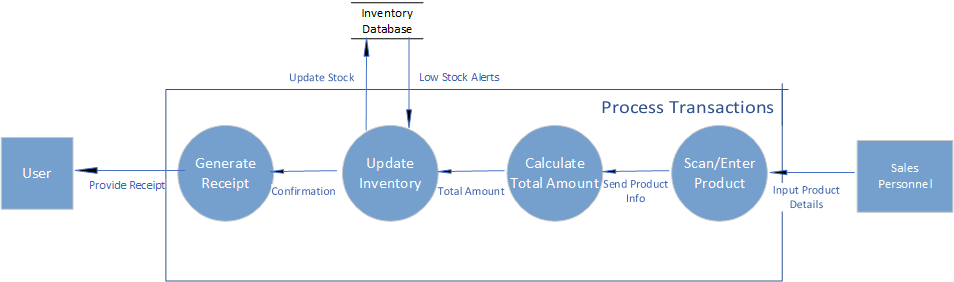 Inventory
Database
Update Stock
Low Stock Alerts
Process Transactions
User
Provide Receipt
Generate
Receipt
Confirmation
Update
Inventory
Total Amount
Calculate
Total Amount
Send Product
Info
Scan/Enter
Product
Input Product
Details
Sales
Personnel